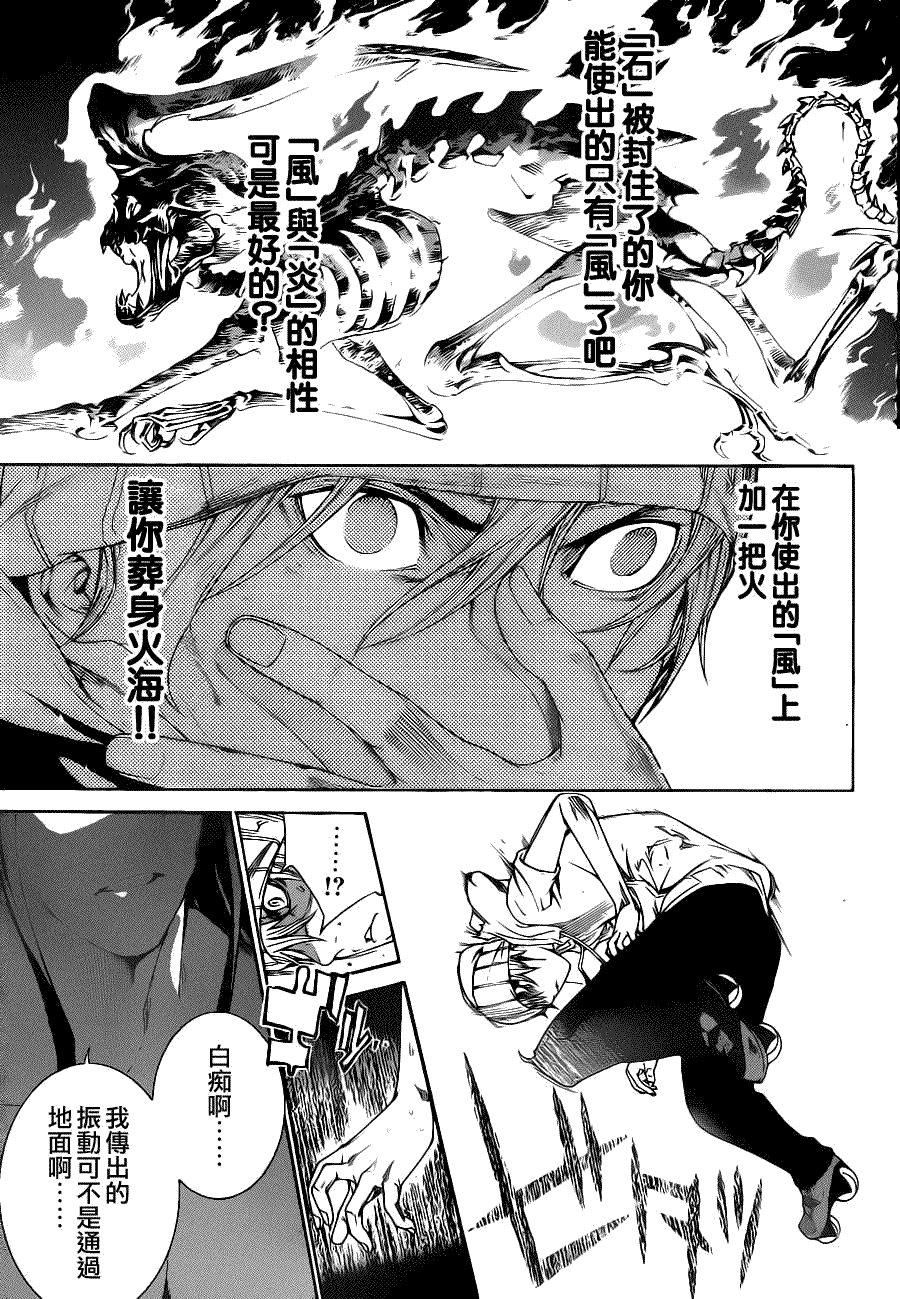 「石」被封住了的你
能使出的只有「風」了吧
「風」與「炎」的相性
可是最好的？
在你使出的「風」上
加一把火
讓你葬身火海!!
……!?
ビタッ
白痴啊……
我傳出的
振動可不是通過
地面啊……